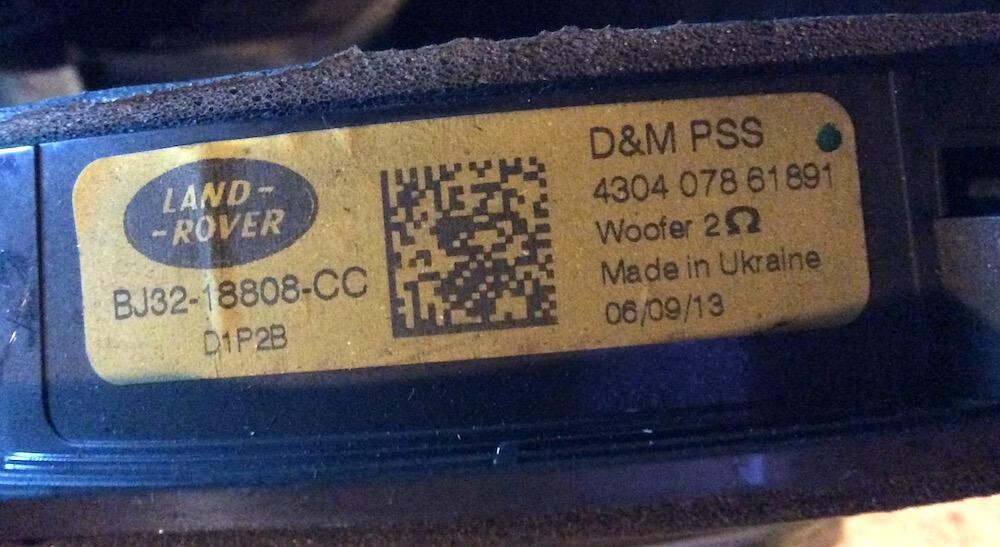 LAND-
-ROVER
BJ32-18808-CC
D1P2B
D&M PSS
4304 078 61891
Woofer 2Ω
Made in Ukraine
06/09/13